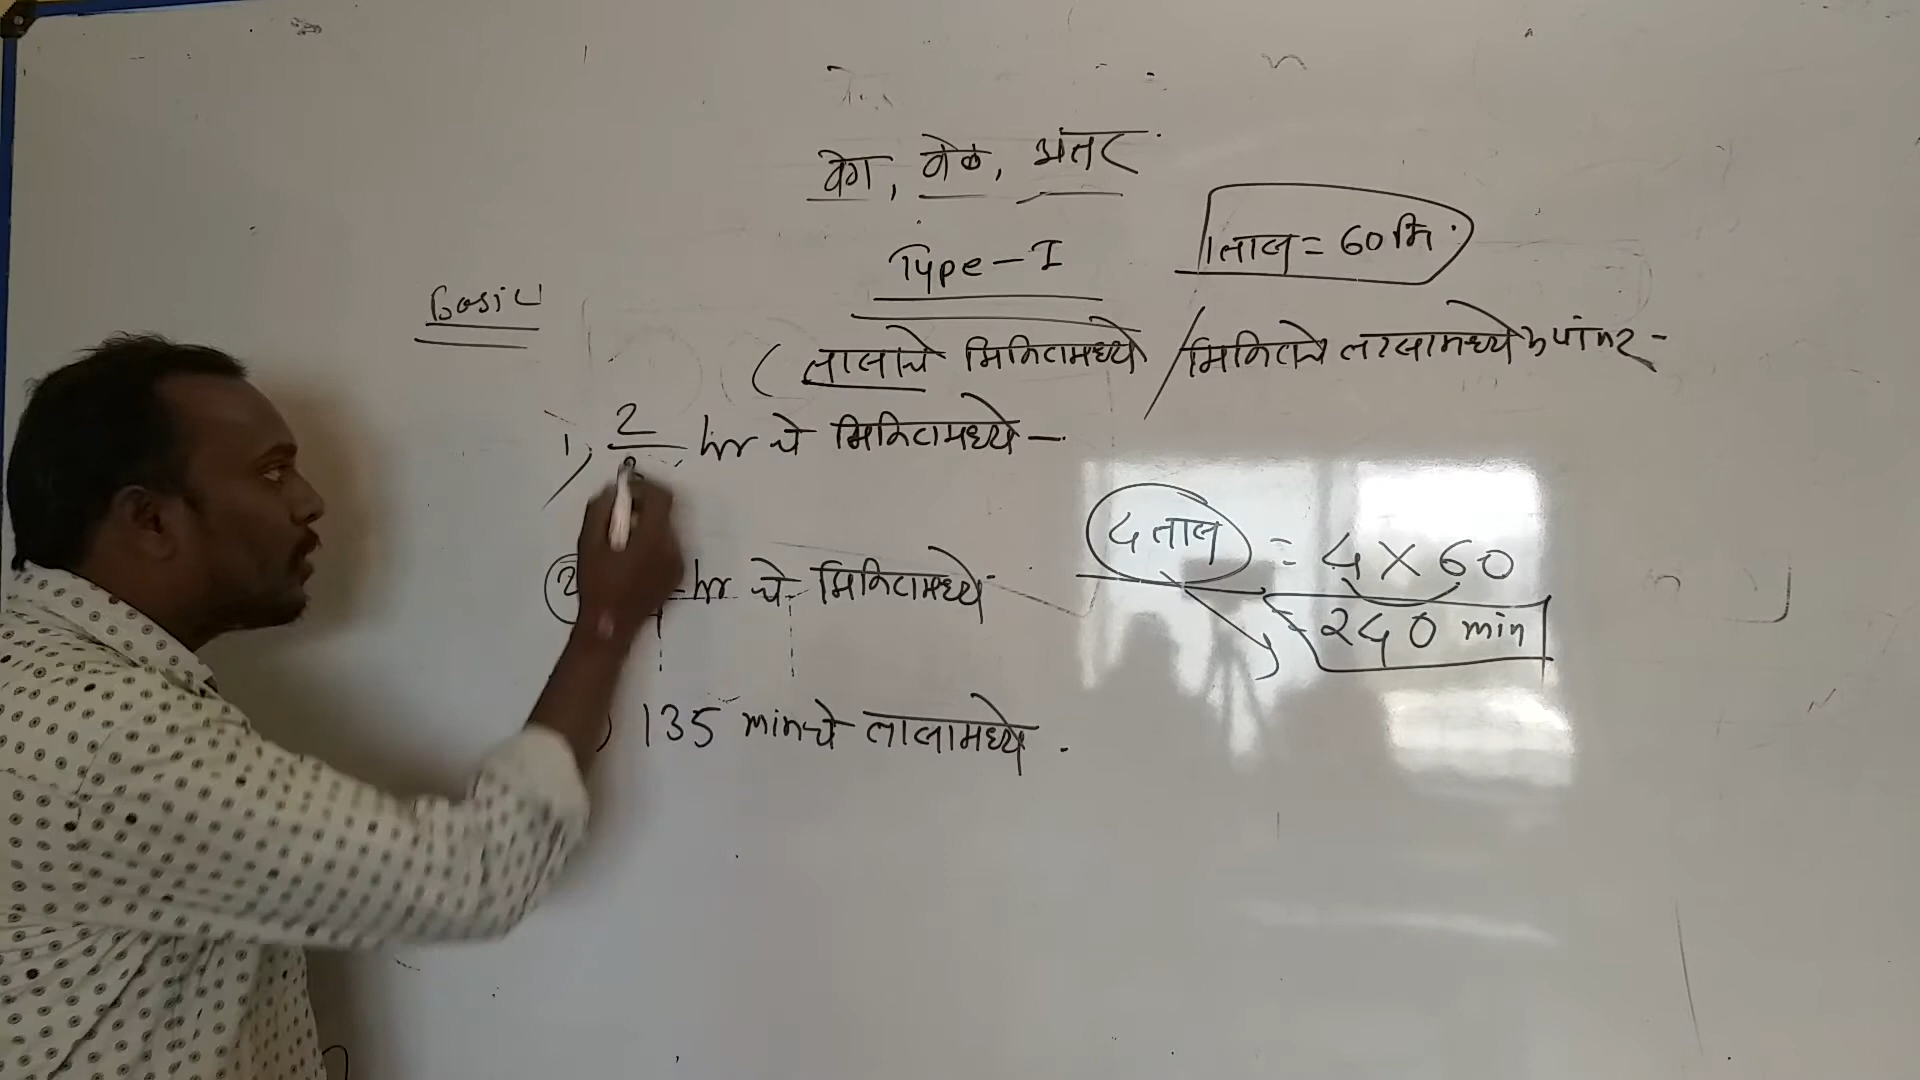 वेग, वेळ, अंतर
Type - I
1 तास = 60 मि.
Basic
( तासाचे मिनिटामध्ये / मिनिटाचे तासामध्ये रूपांतर -
1) 2 hr चे मिनिटामध्ये -
4 तास = 4 X 60
= 240 min
2 hr चे मिनिटामध्ये
) 135 min चे तासामध्ये .